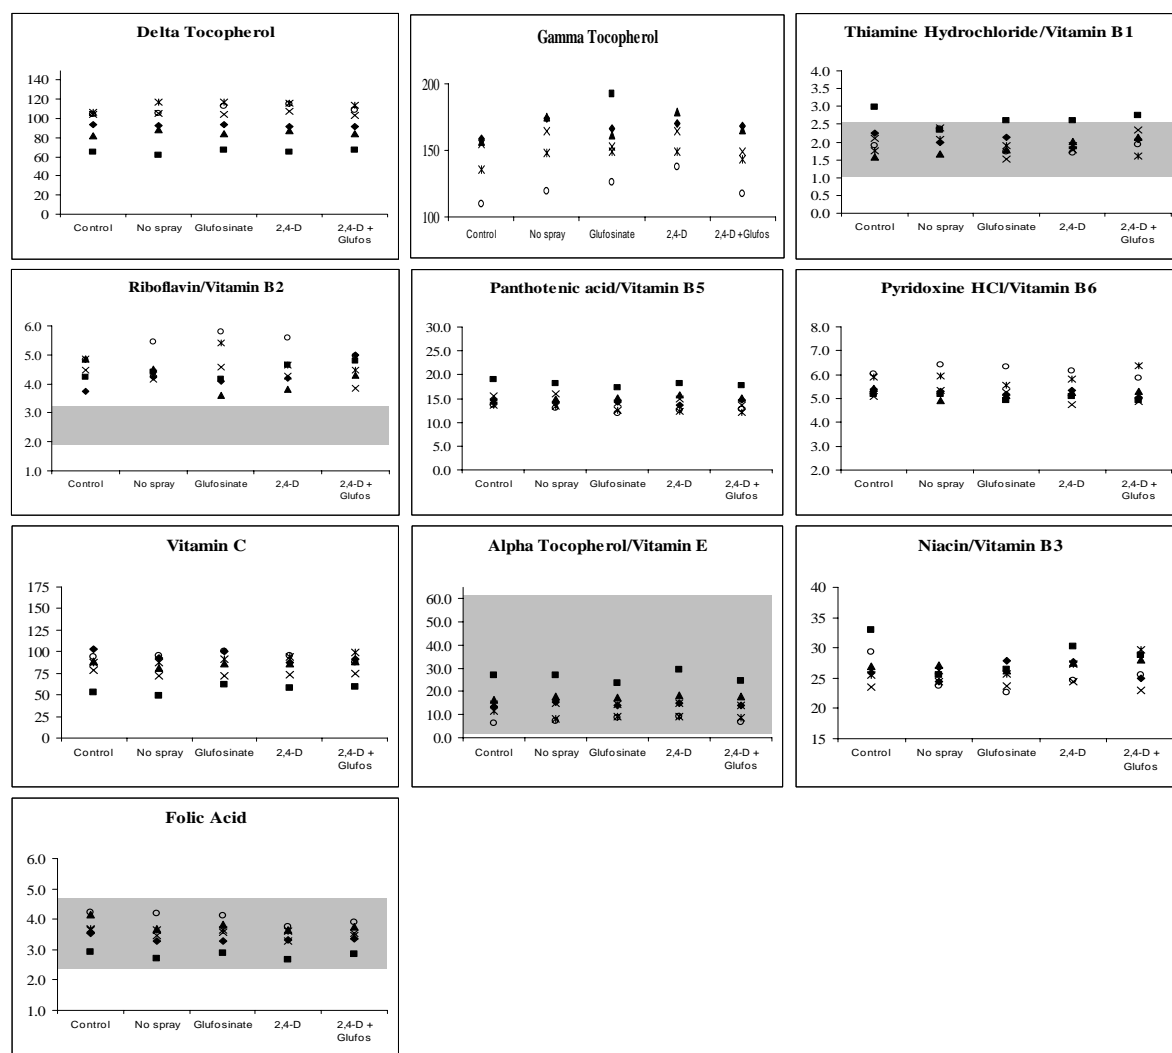 Delta Tocopherol
140
120
100
80
60
40
20
0
Control No spray Glufosinate 2,4-D 2,4-D +
Glufos
Gamma Tocopherol
200
150
100
Control No spray Glufosinate 2,4-D 2,4-D +Glufos
Thiamine Hydrochloride/Vitamin B1
4.0
3.5
3.0
2.5
2.0
1.5
1.0
0.5
0.0
Control No spray Glufosinate 2,4-D 2,4-D +
Glufos
Riboflavin/Vitamin B2
6.0
5.0
4.0
3.0
2.0
1.0
Control No spray Glufosinate 2,4-D 2,4-D +
Glufos
Panthotenic acid/Vitamin B5
30.0
25.0
20.0
15.0
10.0
5.0
0.0
Control No spray Glufosinate 2,4-D 2,4-D +
Glufos
Pyridoxine HCl/Vitamin B6
8.0
7.0
6.0
5.0
4.0
3.0
2.0
Control No spray Glufosinate 2,4-D 2,4-D +
Glufos
Vitamin C
175
150
125
100
75
50
25
0
Control No spray Glufosinate 2,4-D 2,4-D +
Glufos
Alpha Tocopherol/Vitamin E
60.0
50.0
40.0
30.0
20.0
10.0
0.0
Control No spray Glufosinate 2,4-D 2,4-D +
Glufos
Niacin/Vitamin B3
40
35
30
25
20
15
Control No spray Glufosinate 2,4-D 2,4-D +
Glufos
Folic Acid
6.0
5.0
4.0
3.0
2.0
1.0
Control No spray Glufosinate 2,4-D 2,4-D +
Glufos